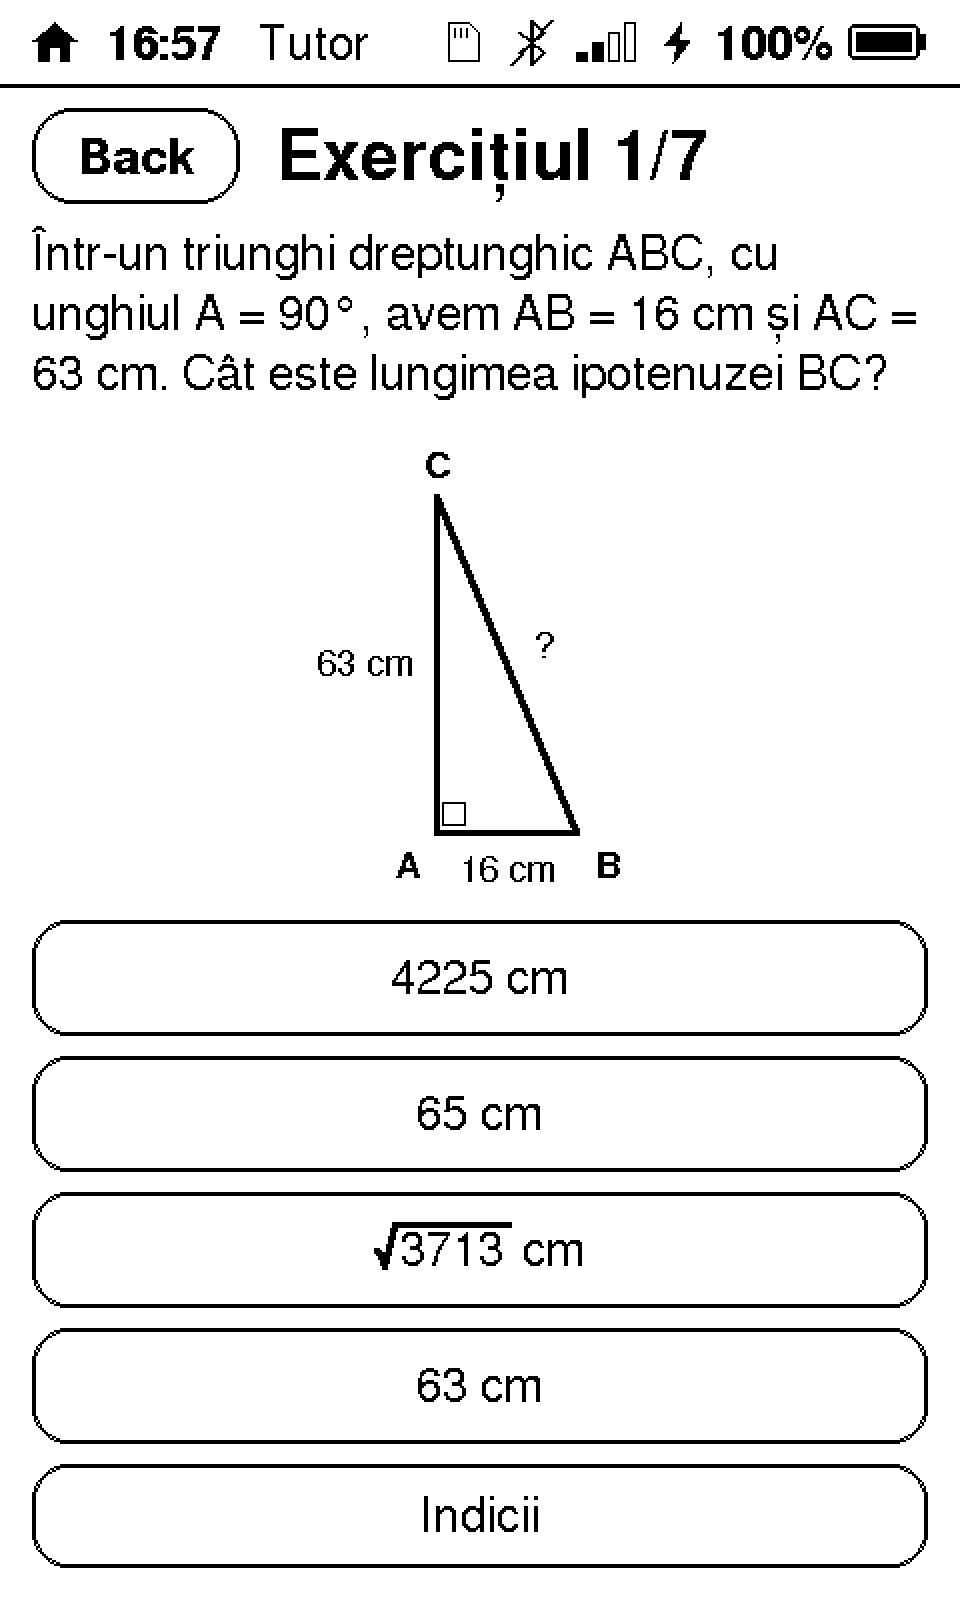 16:57 Tutor 100%
Back Exercițiul 1/7
Într-un triunghi dreptunghic ABC, cu
unghiul A = 90°, avem AB = 16 cm și AC =
63 cm. Cât este lungimea ipotenuzei BC?
C
63 cm
?
A 16 cm B
4225 cm
65 cm
√3713 cm
63 cm
Indicii